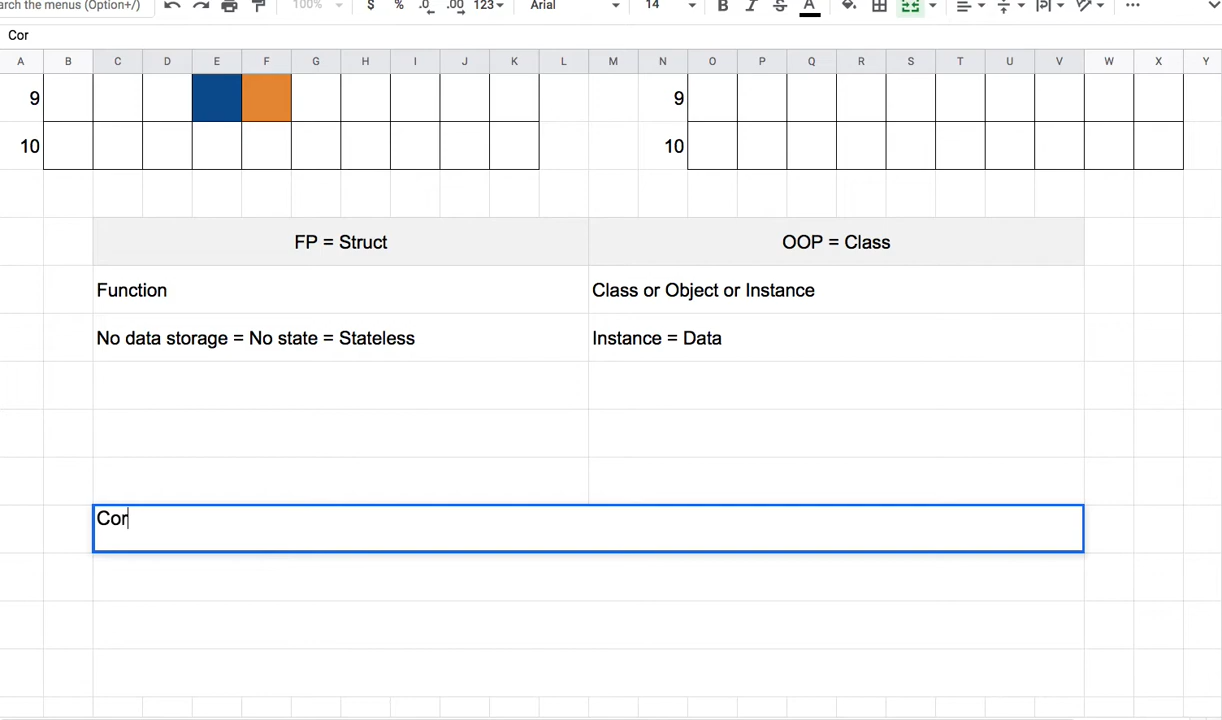 arch the menus (Option+/) 100% $ % .0 .00 123 Arial 14 B I S A
Cor
A B C D E F G H I J K L M N O P Q R S T U V W X Y
9 9
10 10
FP = Struct OOP = Class
Function Class or Object or Instance
No data storage = No state = Stateless Instance = Data
Cor